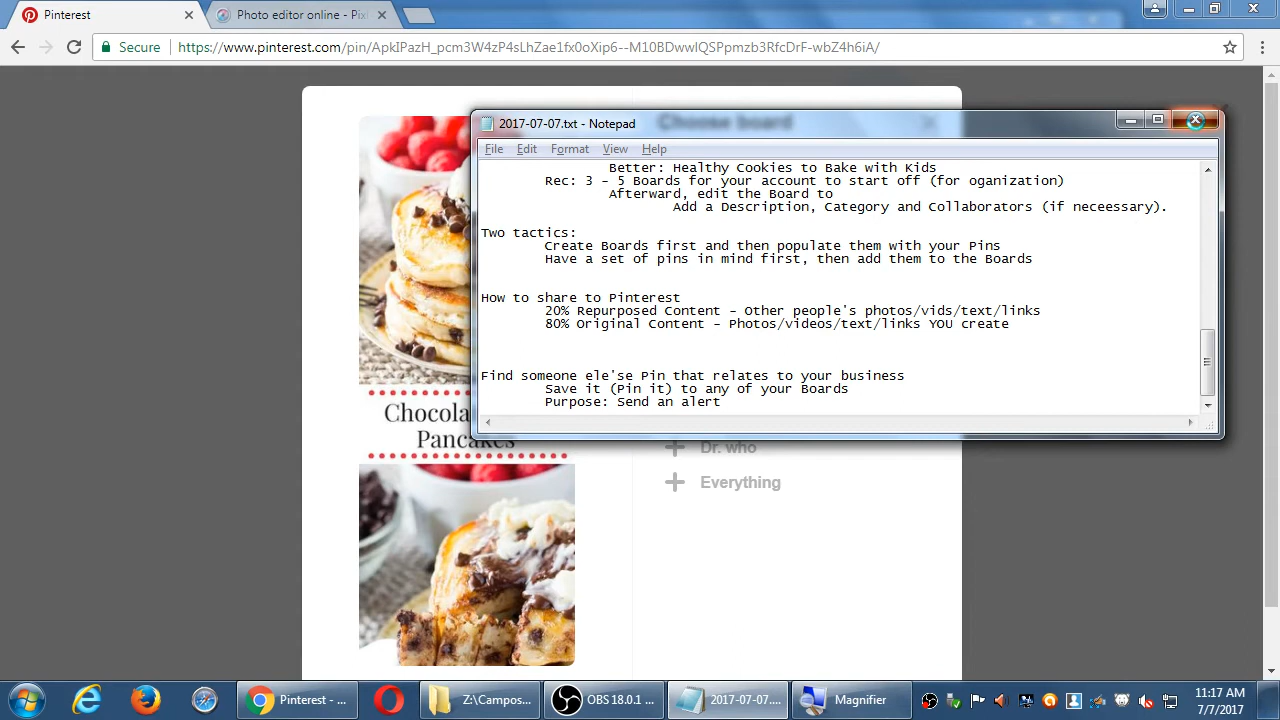 Pinterest
Photo editor online - Pixl
Secure
https://www.pinterest.com/pin/ApkIPazH_pcm3W4zP4sLhZae1fx0oXip6--M10BDwwlQSPpmzb3RfcDrF-wbZ4h6iA/
2017-07-07.txt - Notepad
Choose board
File Edit Format View Help
Better: Healthy Cookies to Bake with Kids
Rec: 3 - 5 Boards for your account to start off (for oganization)
Afterward, edit the Board to
Add a Description, Category and Collaborators (if neceessary).
Two tactics:
Create Boards first and then populate them with your Pins
Have a set of pins in mind first, then add them to the Boards
How to share to Pinterest
20% Repurposed Content - Other people's photos/vids/text/links
80% Original Content - Photos/videos/text/links YOU create
Find someone ele'se Pin that relates to your business
Save it (Pin it) to any of your Boards
Purpose: Send an alert
Chocola
Pancakes
Dr. who
Everything
Pinterest - ...
Z:\Campos...
OBS 18.0.1 ...
2017-07-07....
Magnifier
11:17 AM
7/7/2017